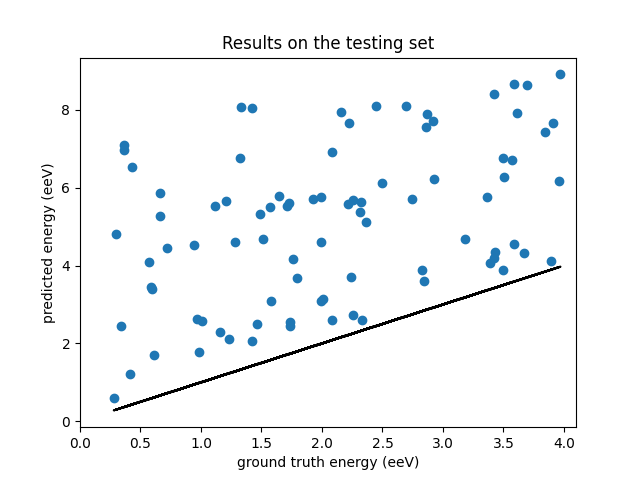 Results on the testing set
predicted energy (eeV)
8
6
4
2
0
0.0 0.5 1.0 1.5 2.0 2.5 3.0 3.5 4.0
ground truth energy (eeV)